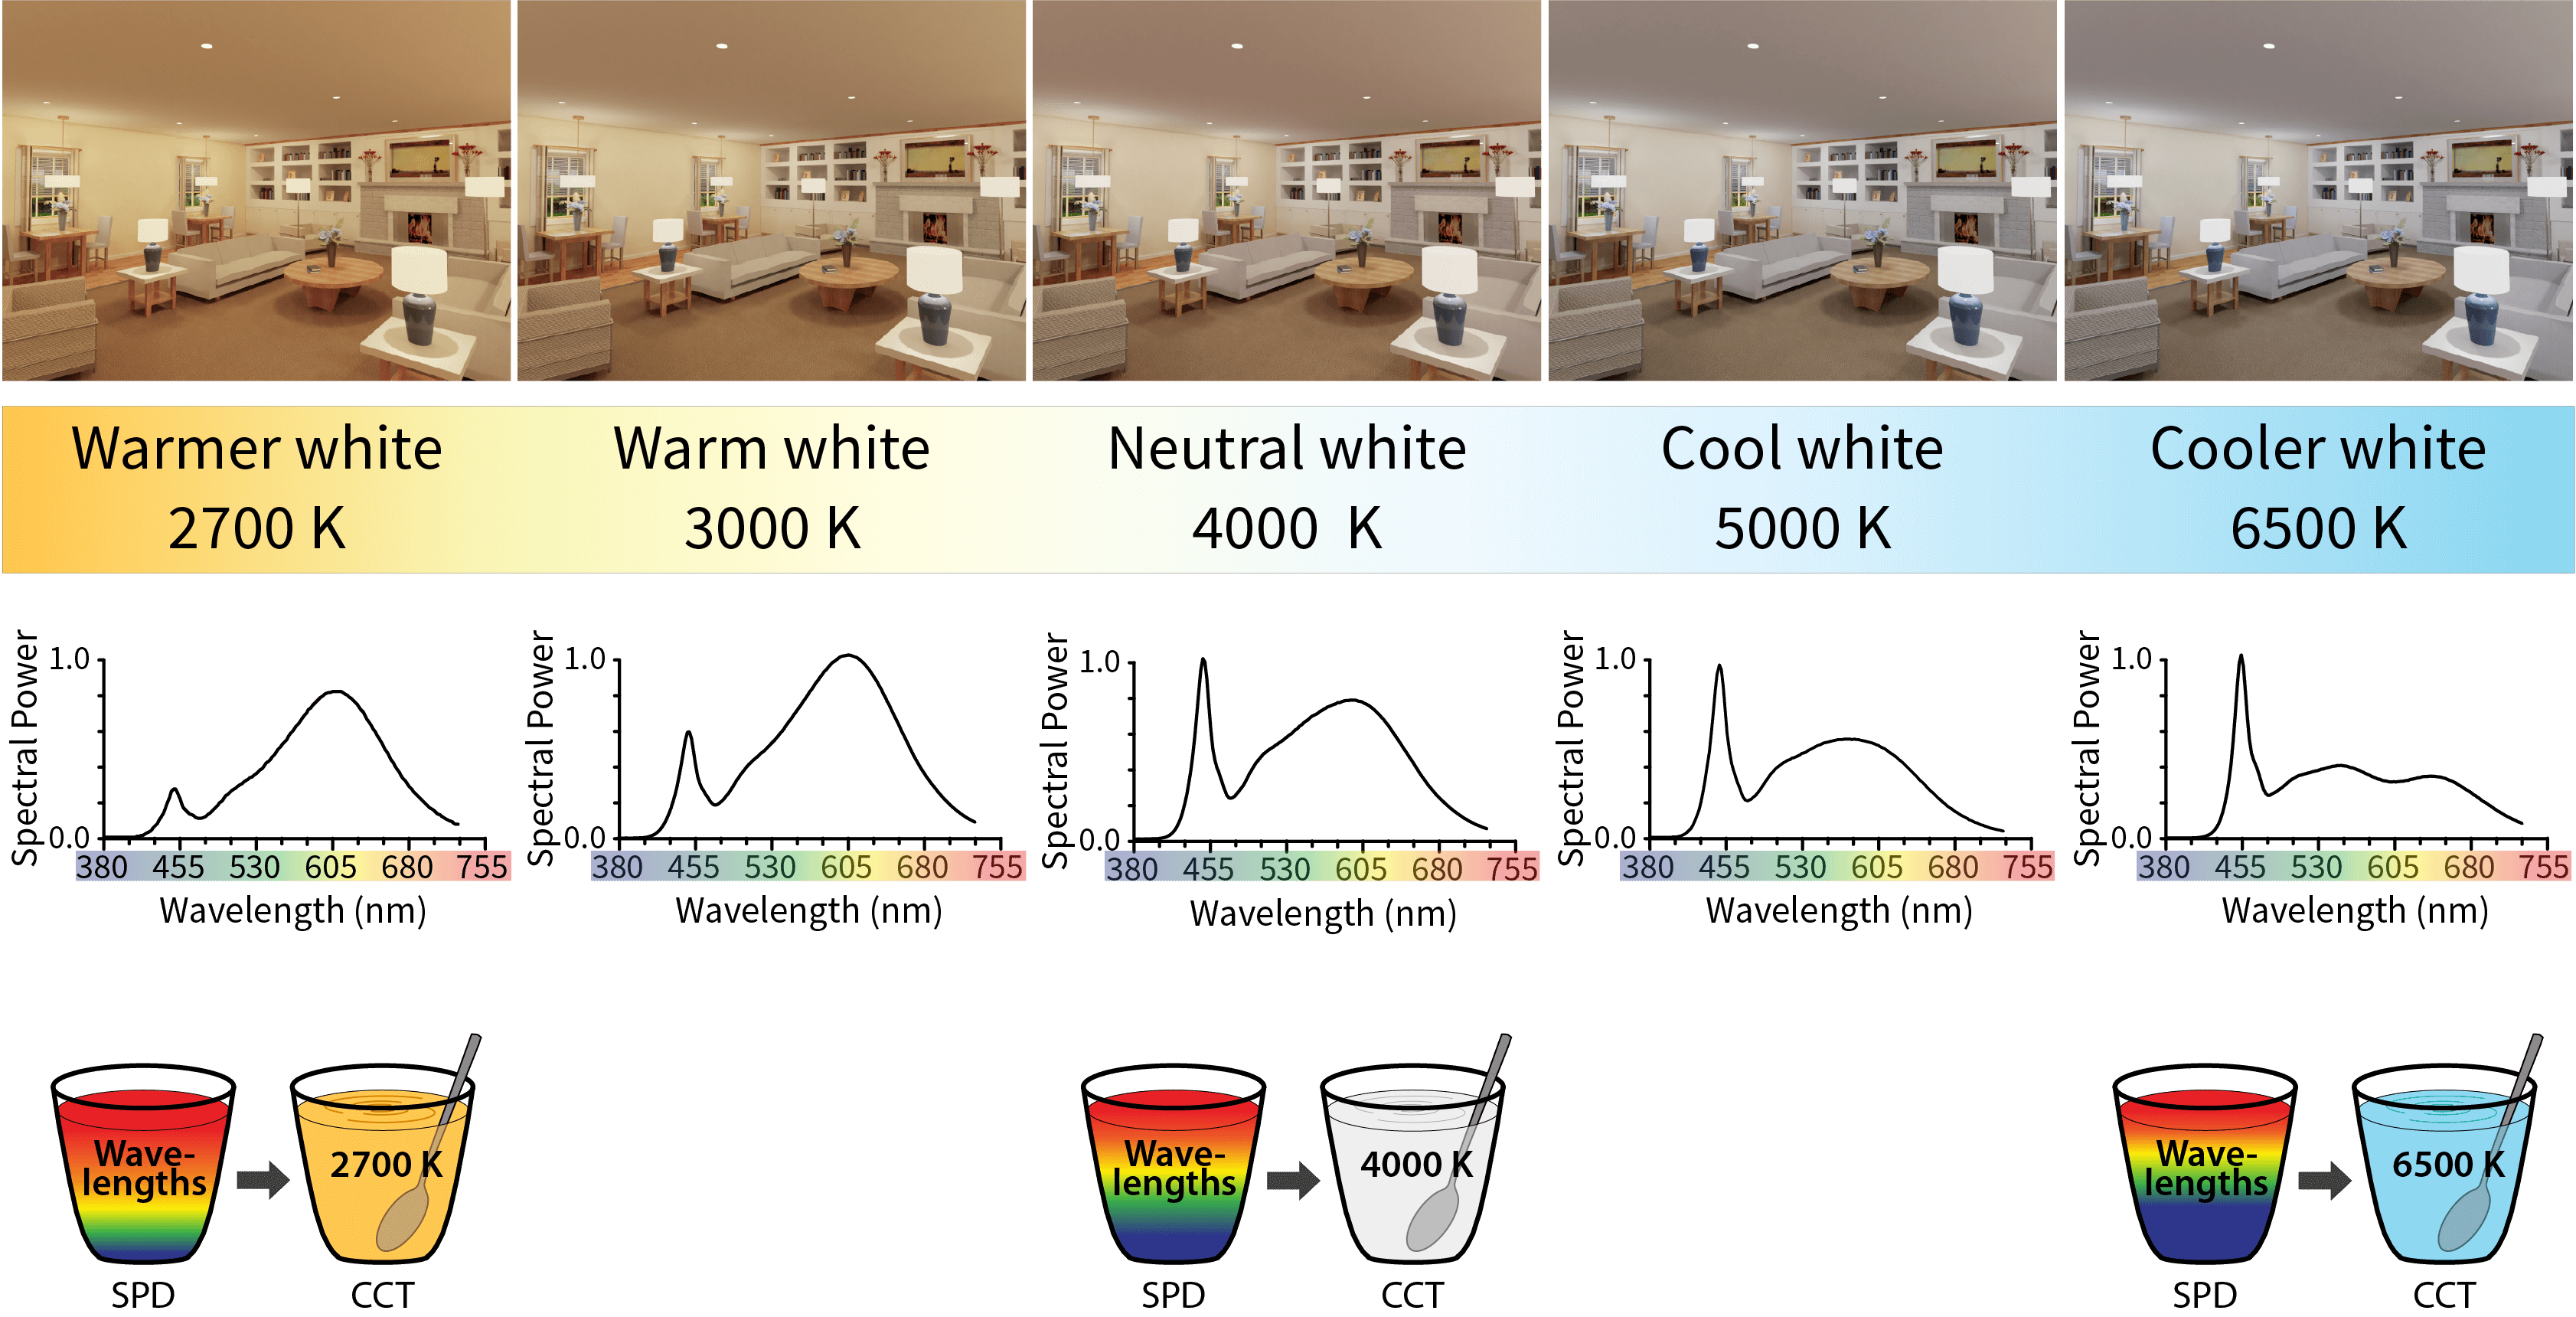 Warmer white
2700 K
Warm white
3000 K
Neutral white
4000 K
Cool white
5000 K
Cooler white
6500 K
Spectral Power
1.0
0.0
380 455 530 605 680 755
Wavelength (nm)
Spectral Power
1.0
0.0
380 455 530 605 680 755
Wavelength (nm)
Spectral Power
1.0
0.0
380 455 530 605 680 755
Wavelength (nm)
Spectral Power
1.0
0.0
380 455 530 605 680 755
Wavelength (nm)
Spectral Power
1.0
0.0
380 455 530 605 680 755
Wavelength (nm)
Wave-
lengths
SPD
2700 K
CCT
Wave-
lengths
SPD
4000 K
CCT
Wave-
lengths
SPD
6500 K
CCT